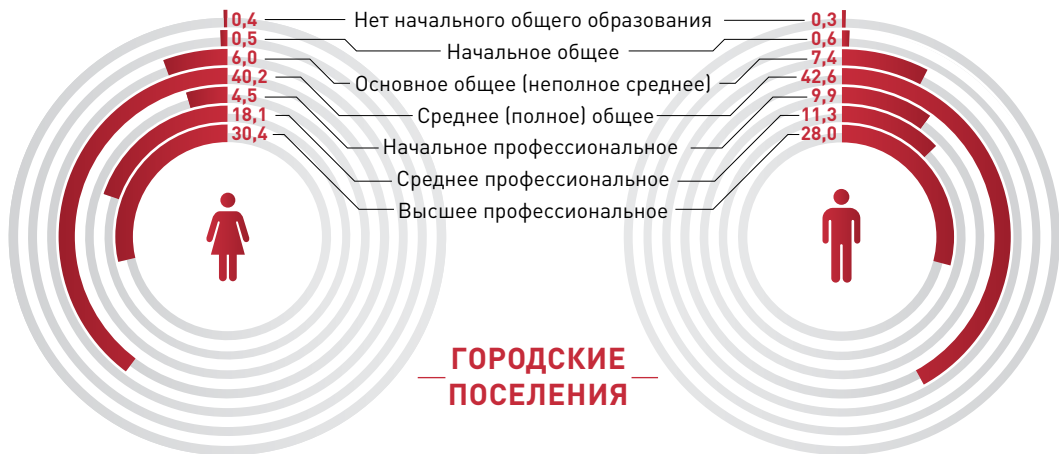 0,4 Нет начального общего образования 0,3
0,5 Начальное общее 0,6
6,0 Основное общее (неполное среднее) 7,4
40,2 Среднее (полное) общее 42,6
4,5 Начальное профессиональное 9,9
18,1 Среднее профессиональное 11,3
30,4 Высшее профессиональное 28,0
ГОРОДСКИЕ
ПОСЕЛЕНИЯ